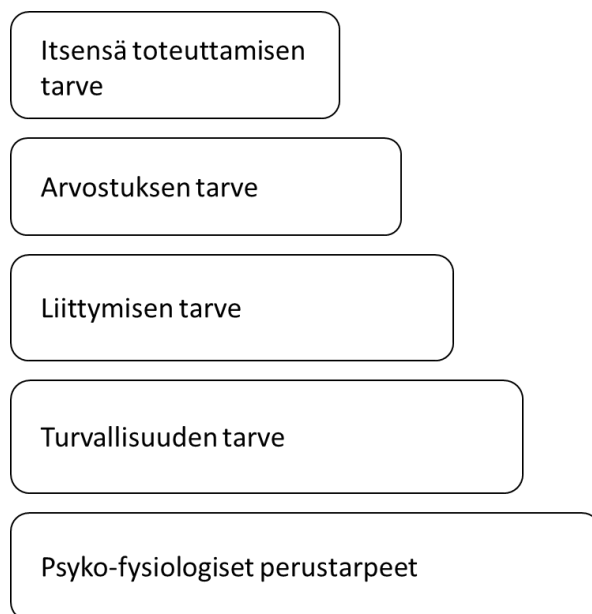 Itsensä toteuttamisen
tarve
Arvostuksen tarve
Liittymisen tarve
Turvallisuuden tarve
Psyko-fysiologiset perustarpeet